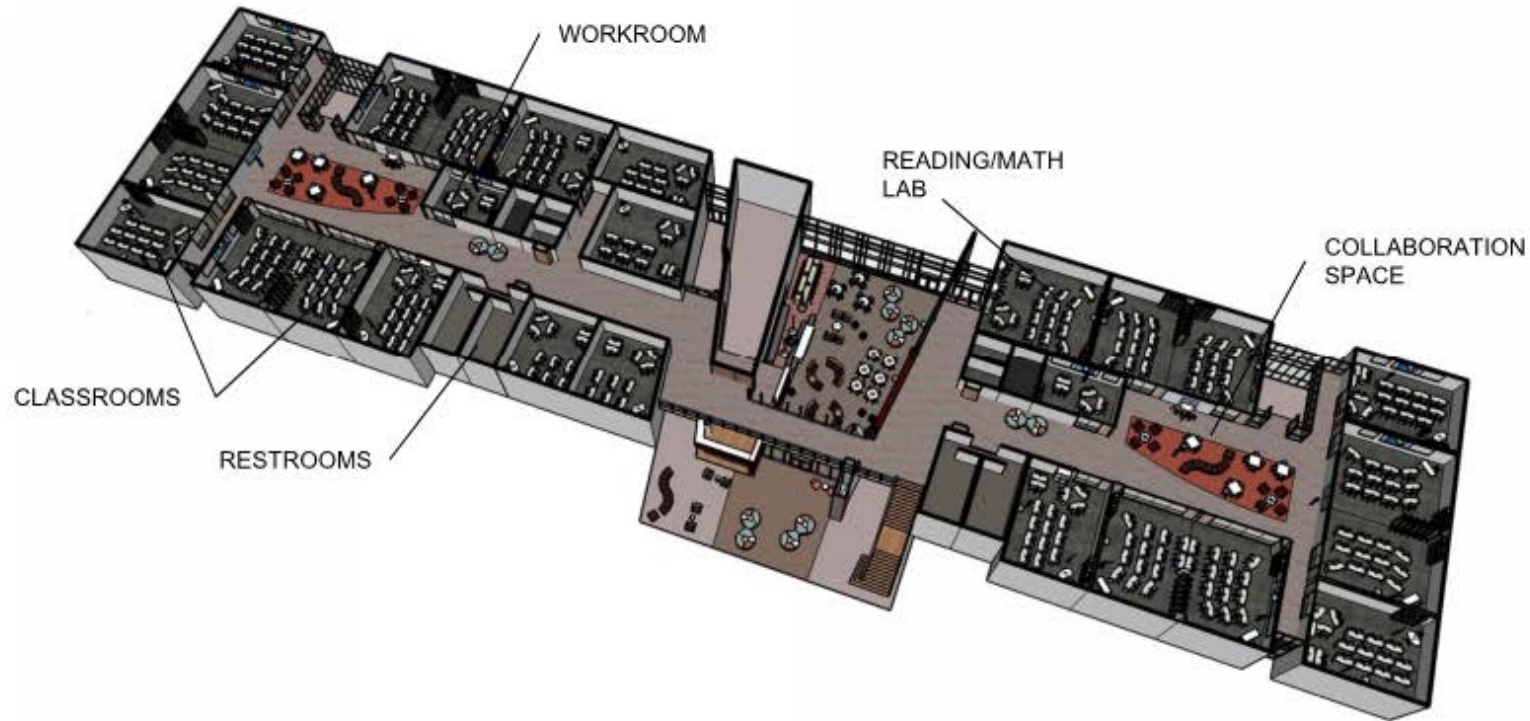 WORKROOM
READING/MATH
LAB
COLLABORATION
SPACE
CLASSROOMS
RESTROOMS